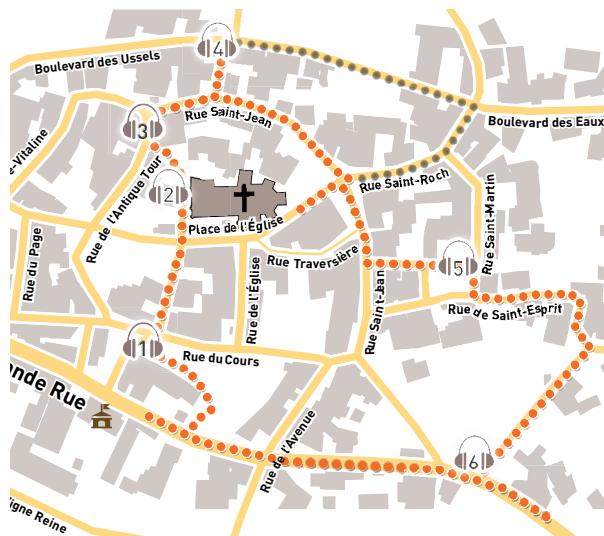 4
Boulevard des Ussels
Rue Saint-Jean
Boulevard des Eaux
3
e-Vitaline
2
Rue de l'Antique Tour
Rue Saint-Roch
Rue Saint-Martin
Place de l'Église
Rue du Page
Rue Traversière
5
Rue de l'Église
Rue Saint-Jean
Rue de Saint-Esprit
1
Rue du Cours
ande Rue
Rue de l'Avenue
6
igne Reine